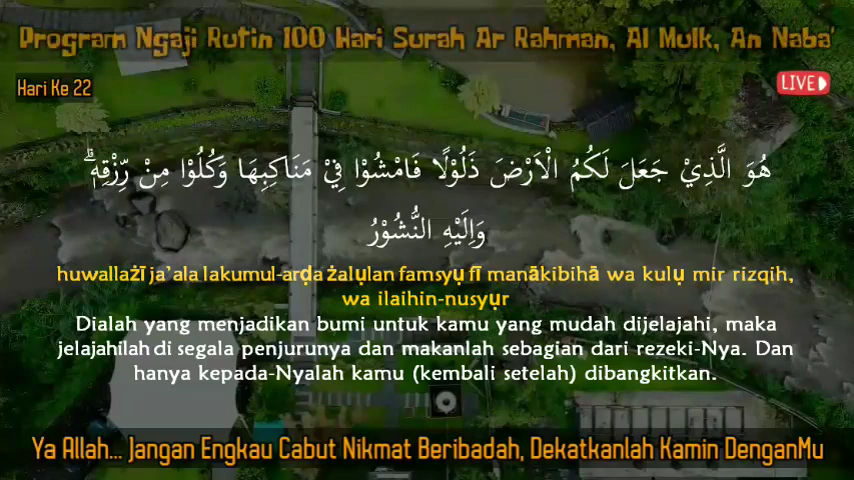 Program Ngaji Rutin 100 Hari Surah Ar Rahman, Al Mulk, An Naba'
Hari Ke 22
LIVE
هُوَ الَّذِيْ جَعَلَ لَكُمُ الْاَرْضَ ذَلُوْلًا فَامْشُوْا فِيْ مَنَاكِبِهَا وَكُلُوْا مِنْ رِّزْقِهٖۗ
وَاِلَيْهِ النُّشُوْرُ
huwallażī ja'ala lakumul-arḍa żalụlan famsyụ fī manākibihā wa kulụ mir rizqih,
wa ilaihin-nusyụr
Dialah yang menjadikan bumi untuk kamu yang mudah dijelajahi, maka
jelajahilah di segala penjurunya dan makanlah sebagian dari rezeki-Nya. Dan
hanya kepada-Nyalah kamu (kembali setelah) dibangkitkan.
Ya Allah... Jangan Engkau Cabut Nikmat Beribadah, Dekatkanlah Kamin DenganMu